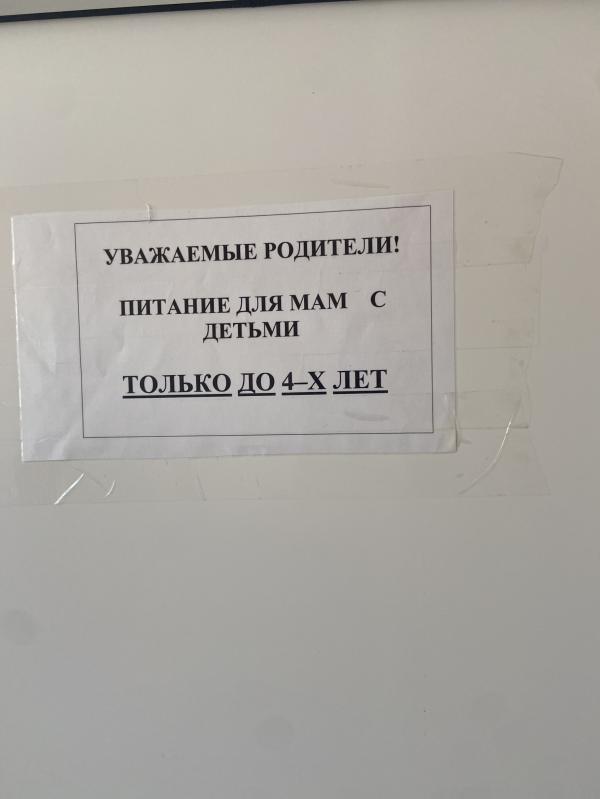 УВАЖАЕМЫЕ РОДИТЕЛИ!
ПИТАНИЕ ДЛЯ МАМ С
ДЕТЬМИ
ТОЛЬКО ДО 4–Х ЛЕТ